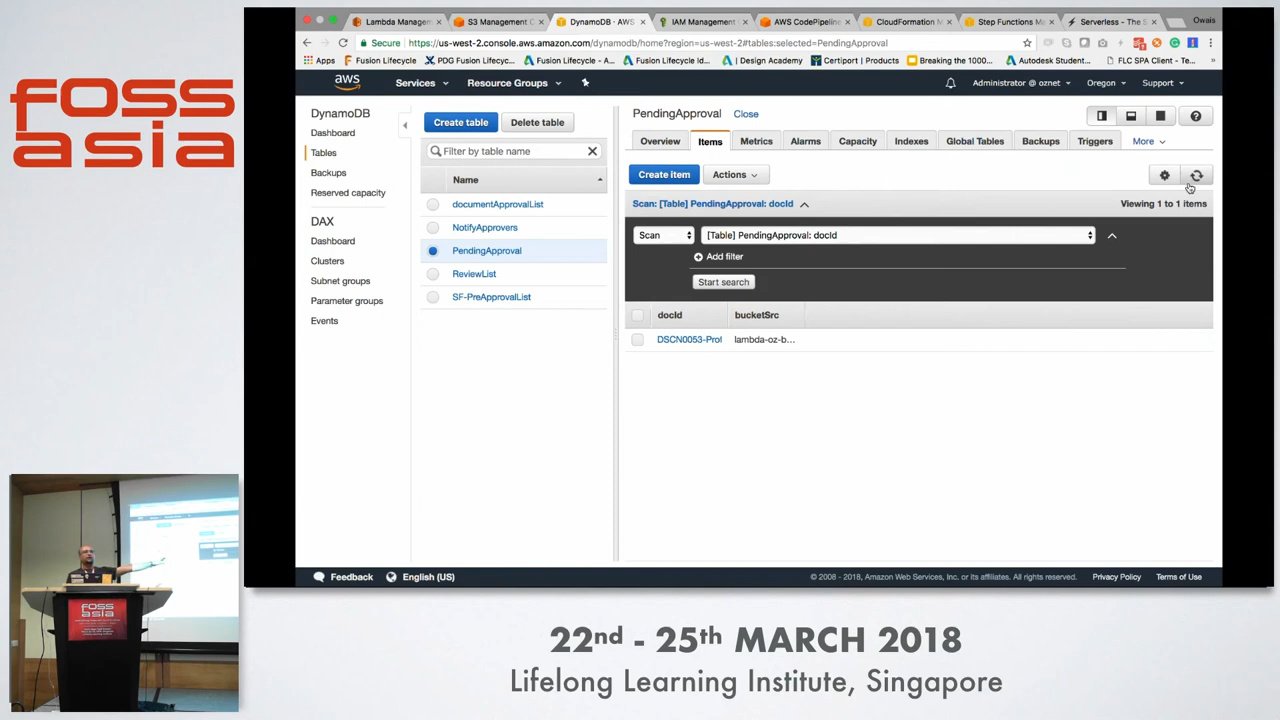 foss
asia
Lambda Managemen
S3 Management C
DynamoDB · AWS
IAM Management
AWS CodePipeline
CloudFormation M
Step Functions M
Serverless - The S
Owais
Secure
https://us-west-2.console.aws.amazon.com/dynamodb/home?region=us-west-2#tables:selected=PendingApproval
Apps
Fusion Lifecycle - A...
PDG Fusion Lifecyc...
Fusion Lifecycle Id...
| Design Academy
Certiport | Products
Breaking the 1000...
Autodesk Student...
FLC SPA Client - Te...
aws
Services
Resource Groups
Administrator @ oznet
Oregon
Support
DynamoDB
Dashboard
Tables
Backups
Reserved capacity
DAX
Dashboard
Clusters
Subnet groups
Parameter groups
Events
Create table
Delete table
Filter by table name
Name
documentApprovalList
NotifyApprovers
PendingApproval
ReviewList
SF-PreApprovalList
PendingApproval
Close
Overview
Items
Metrics
Alarms
Capacity
Indexes
Global Tables
Backups
Triggers
More
Create item
Actions
Scan: [Table] PendingApproval: docId
Viewing 1 to 1 items
Scan
[Table] PendingApproval: docId
Add filter
Start search
docId
bucketSrc
DSCN0053-Prof
lambda-oz-b...
Feedback
English (US)
© 2008 - 2018, Amazon Web Services, Inc. or its affiliates. All rights reserved.
Privacy Policy
Terms of Use
foss
asia
22nd - 25th MARCH 2018
Lifelong Learning Institute, Singapore